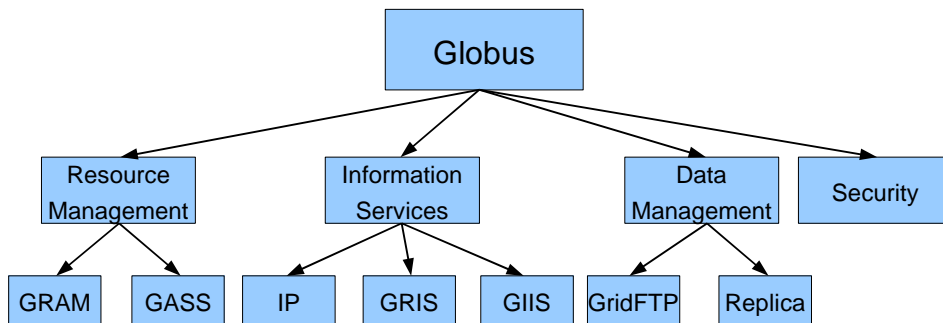 Globus
Resource
Management
Information
Services
Data
Management
Security
GRAM
GASS
IP
GRIS
GIIS
GridFTP
Replica